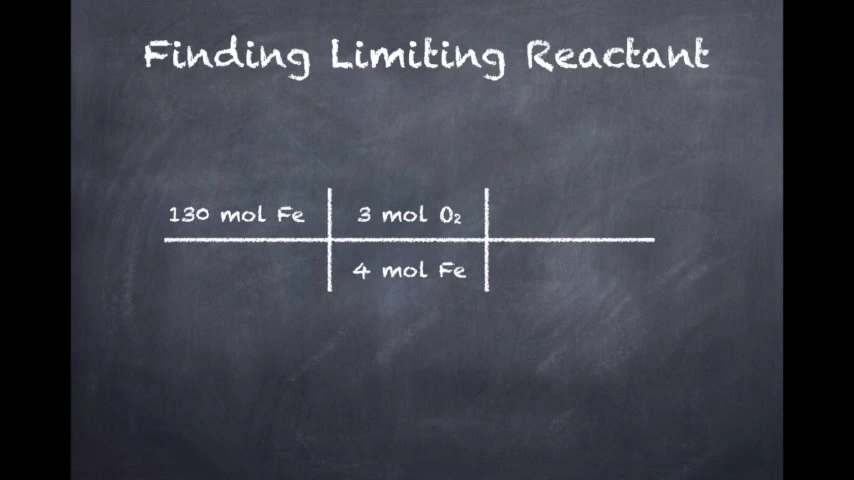 Finding Limiting Reactant
130 mol Fe 3 mol O₂
4 mol Fe